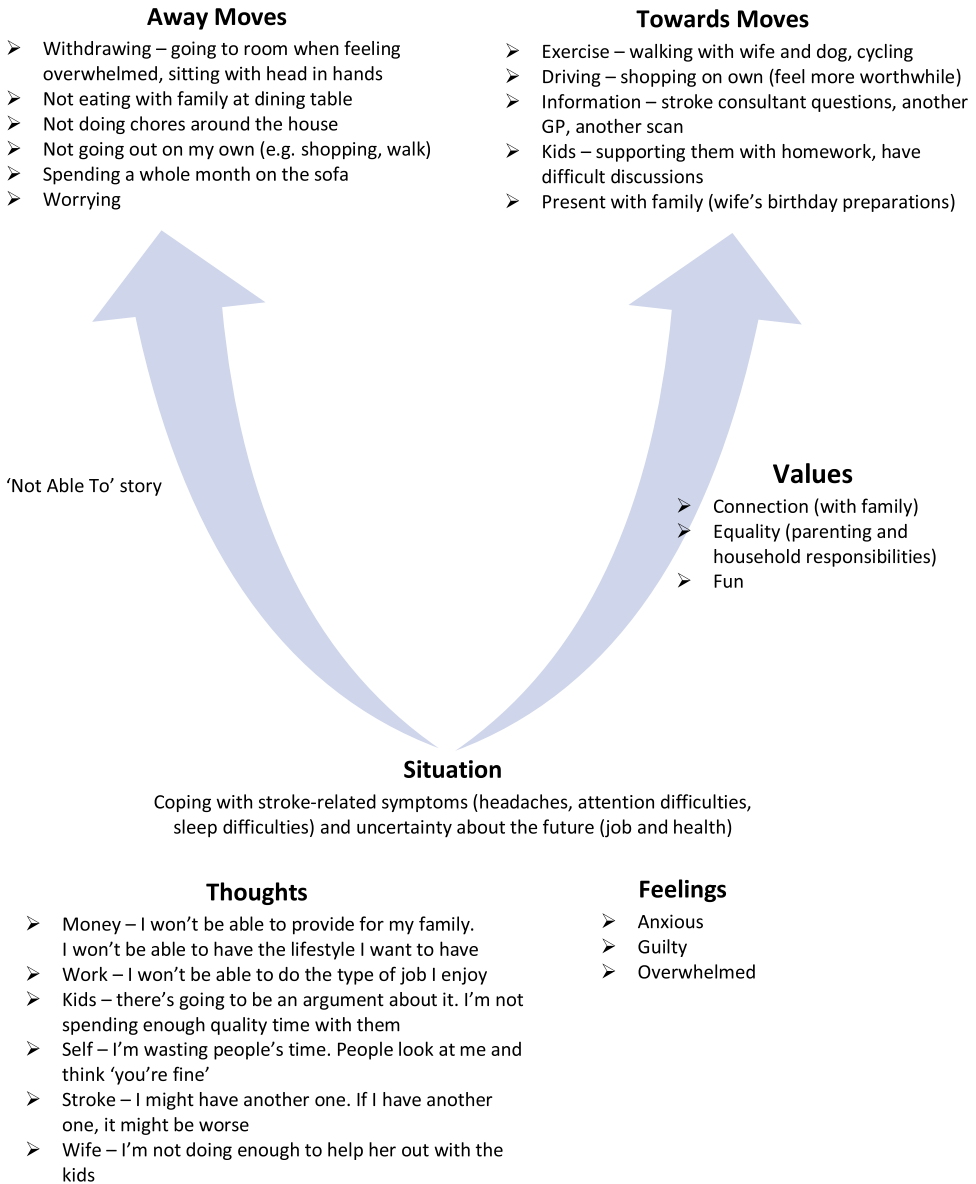 Away Moves
➢ Withdrawing – going to room when feeling
overwhelmed, sitting with head in hands
➢ Not eating with family at dining table
➢ Not doing chores around the house
➢ Not going out on my own (e.g. shopping, walk)
➢ Spending a whole month on the sofa
➢ Worrying
Towards Moves
➢ Exercise – walking with wife and dog, cycling
➢ Driving – shopping on own (feel more worthwhile)
➢ Information – stroke consultant questions, another
GP, another scan
➢ Kids – supporting them with homework, have
difficult discussions
➢ Present with family (wife’s birthday preparations)
‘Not Able To’ story
Values
➢ Connection (with family)
➢ Equality (parenting and
household responsibilities)
➢ Fun
Situation
Coping with stroke-related symptoms (headaches, attention difficulties,
sleep difficulties) and uncertainty about the future (job and health)
Thoughts
➢ Money – I won’t be able to provide for my family.
I won’t be able to have the lifestyle I want to have
➢ Work – I won’t be able to do the type of job I enjoy
➢ Kids – there’s going to be an argument about it. I’m not
spending enough quality time with them
➢ Self – I’m wasting people’s time. People look at me and
think ‘you’re fine’
➢ Stroke – I might have another one. If I have another
one, it might be worse
➢ Wife – I’m not doing enough to help her out with the
kids
Feelings
➢ Anxious
➢ Guilty
➢ Overwhelmed